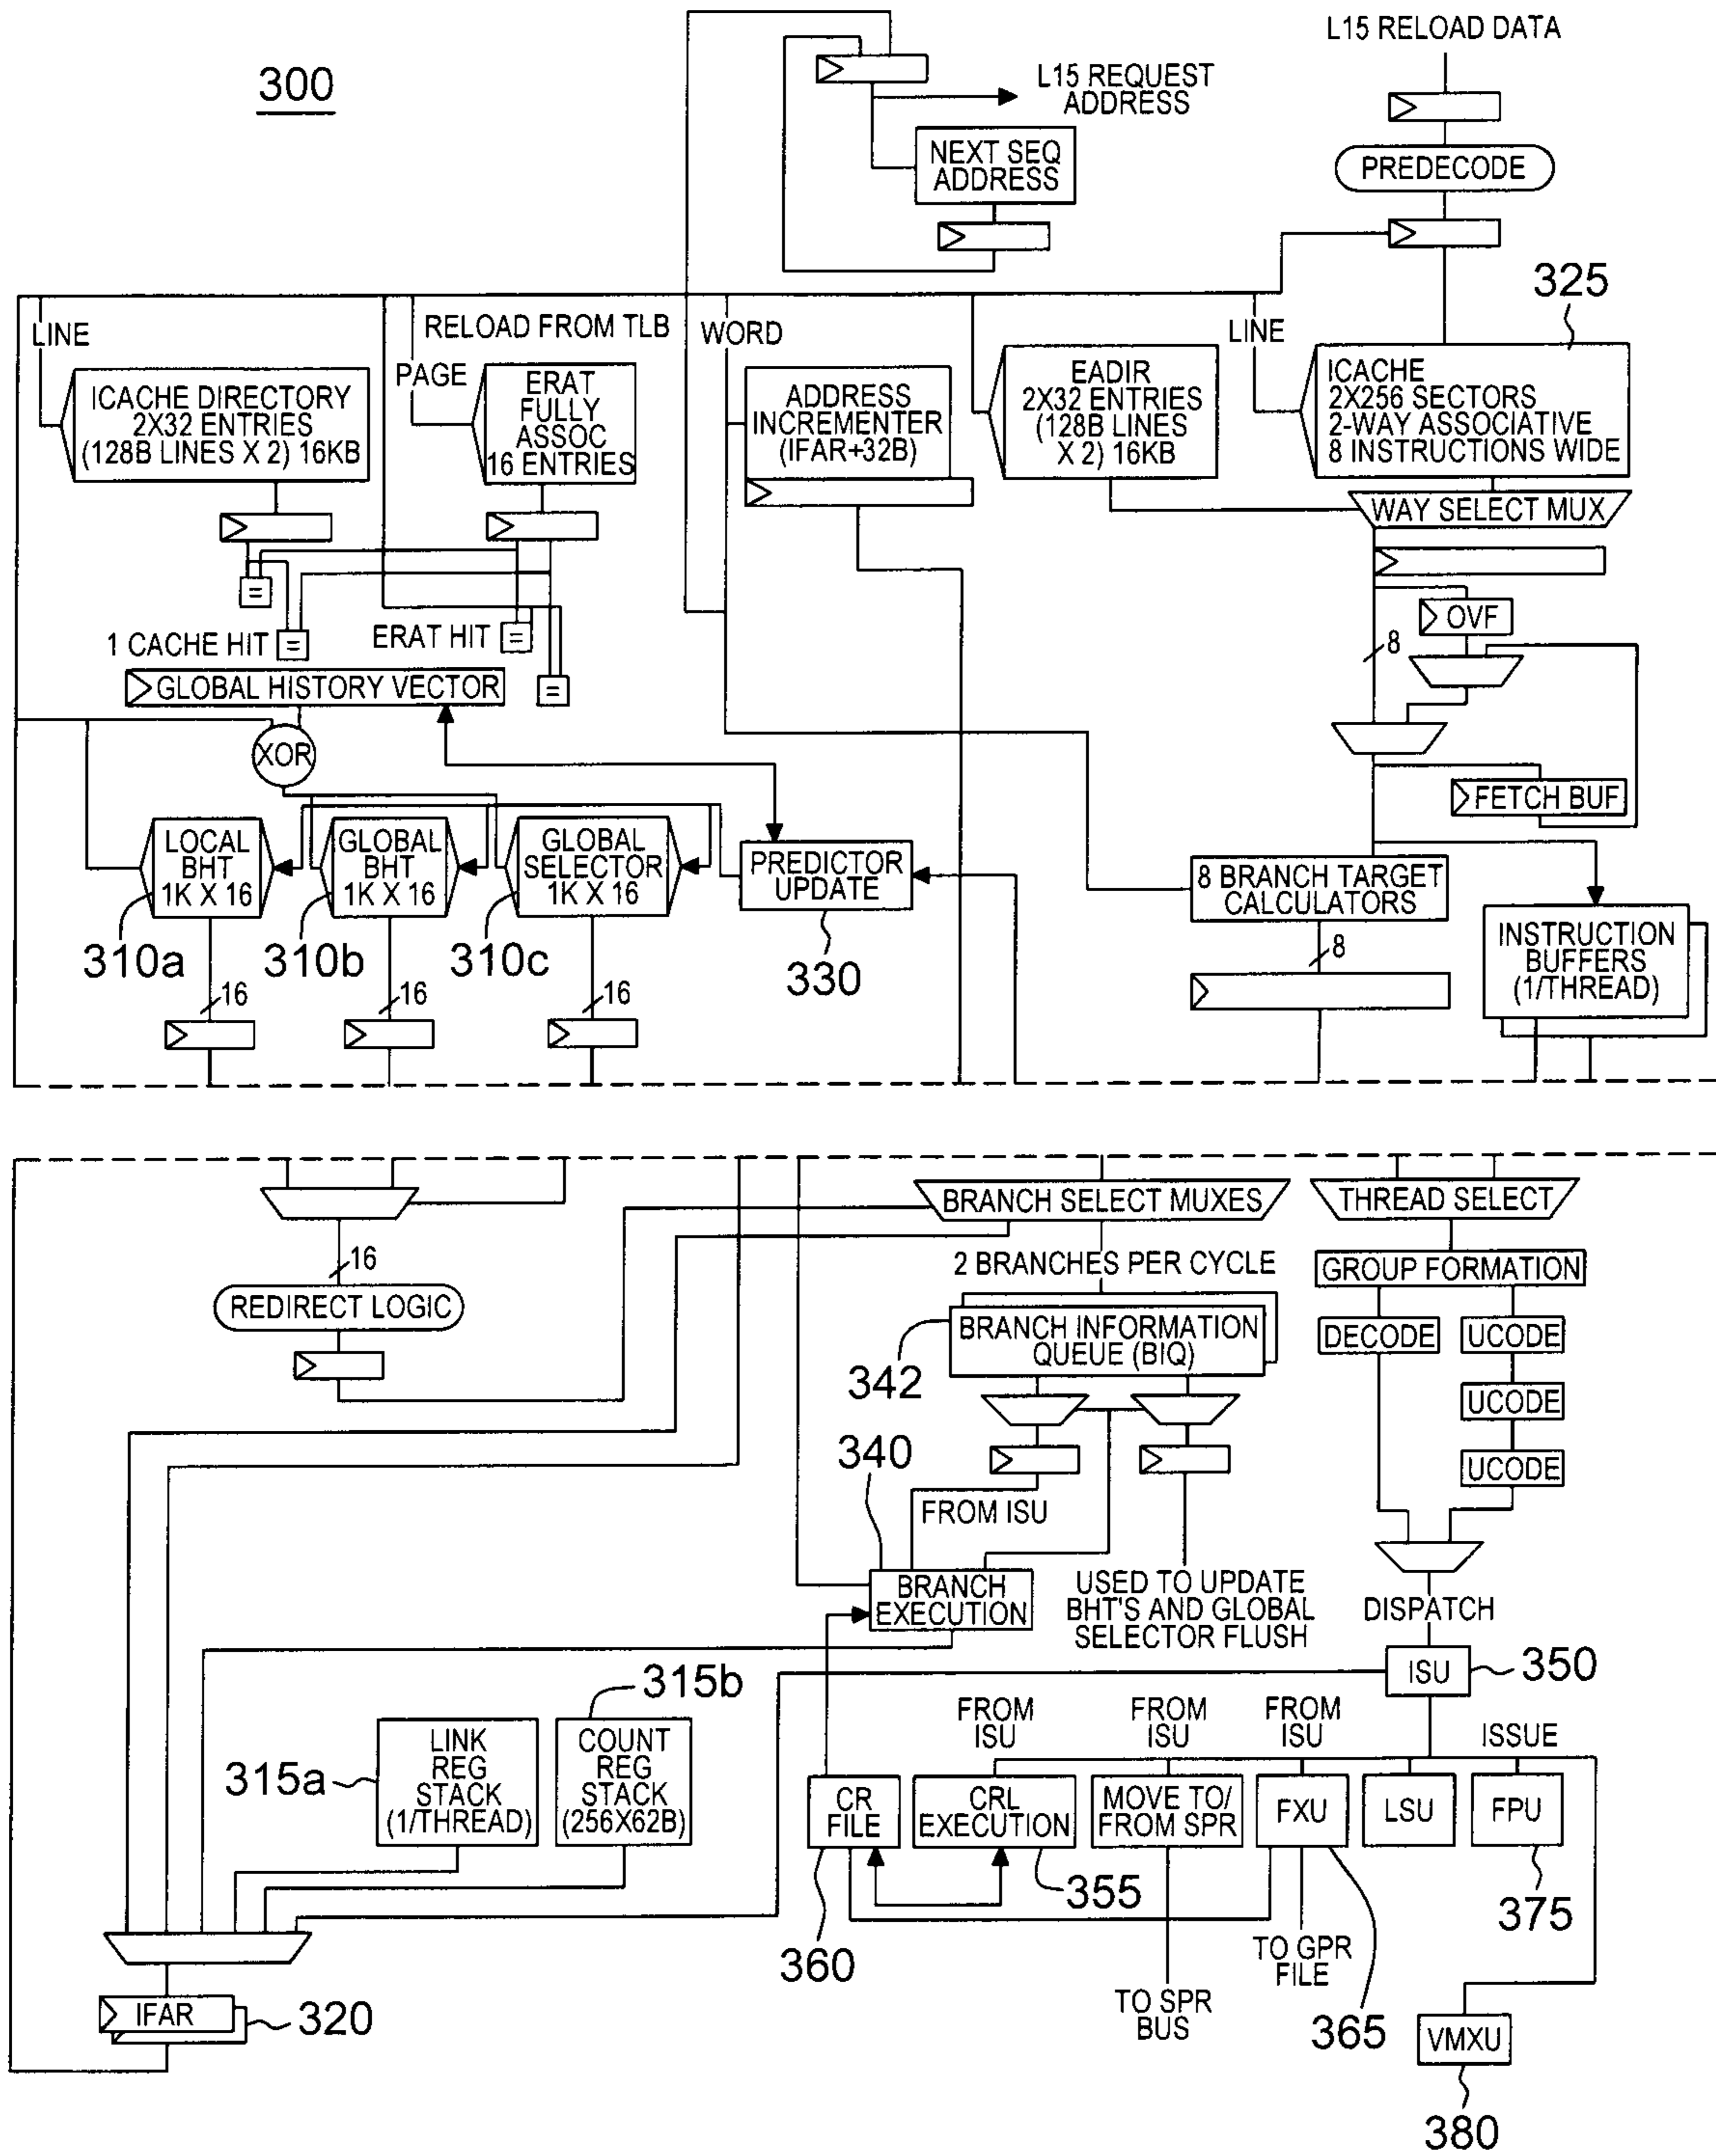 300
L15 REQUEST
ADDRESS
NEXT SEQ
ADDRESS
L15 RELOAD DATA
PREDECODE
325
LINE
RELOAD FROM TLB
PAGE
WORD
LINE
ICACHE DIRECTORY
2X32 ENTRIES
(128B LINES X 2) 16KB
ERAT
FULLY
ASSOC
16 ENTRIES
ADDRESS
INCREMENTER
(IFAR+32B)
EADIR
2X32 ENTRIES
(128B LINES
X 2) 16KB
ICACHE
2X256 SECTORS
2-WAY ASSOCIATIVE
8 INSTRUCTIONS WIDE
WAY SELECT MUX
=
1 CACHE HIT
=
ERAT HIT
=
=
OVF
8
GLOBAL HISTORY VECTOR
XOR
FETCH BUF
LOCAL
BHT
1K X 16
GLOBAL
BHT
1K X 16
GLOBAL
SELECTOR
1K X 16
PREDICTOR
UPDATE
8 BRANCH TARGET
CALCULATORS
INSTRUCTION
BUFFERS
(1/THREAD)
310a
310b
310c
330
8
16
16
16
BRANCH SELECT MUXES
THREAD SELECT
16
REDIRECT LOGIC
2 BRANCHES PER CYCLE
BRANCH INFORMATION
QUEUE (BIQ)
342
GROUP FORMATION
DECODE
UCODE
UCODE
UCODE
340
FROM ISU
BRANCH
EXECUTION
USED TO UPDATE
BHT'S AND GLOBAL
SELECTOR FLUSH
DISPATCH
ISU
350
315b
315a
LINK
REG
STACK
(1/THREAD)
COUNT
REG
STACK
(256X62B)
FROM
ISU
FROM
ISU
FROM
ISU
ISSUE
CR
FILE
CRL
EXECUTION
MOVE TO/
FROM SPR
FXU
LSU
FPU
355
375
360
TO GPR
FILE
TO SPR
BUS
365
IFAR
320
VMXU
380